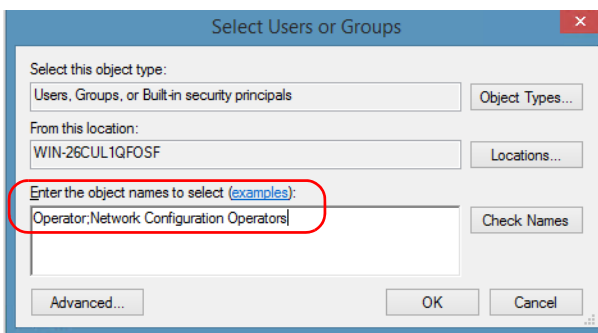 Select Users or Groups
Select this object type:
Users, Groups, or Built-in security principals
Object Types...
From this location:
WIN-26CUL1QFOSF
Locations...
Enter the object names to select (examples):
Operator;Network Configuration Operators
Check Names
Advanced...
OK
Cancel